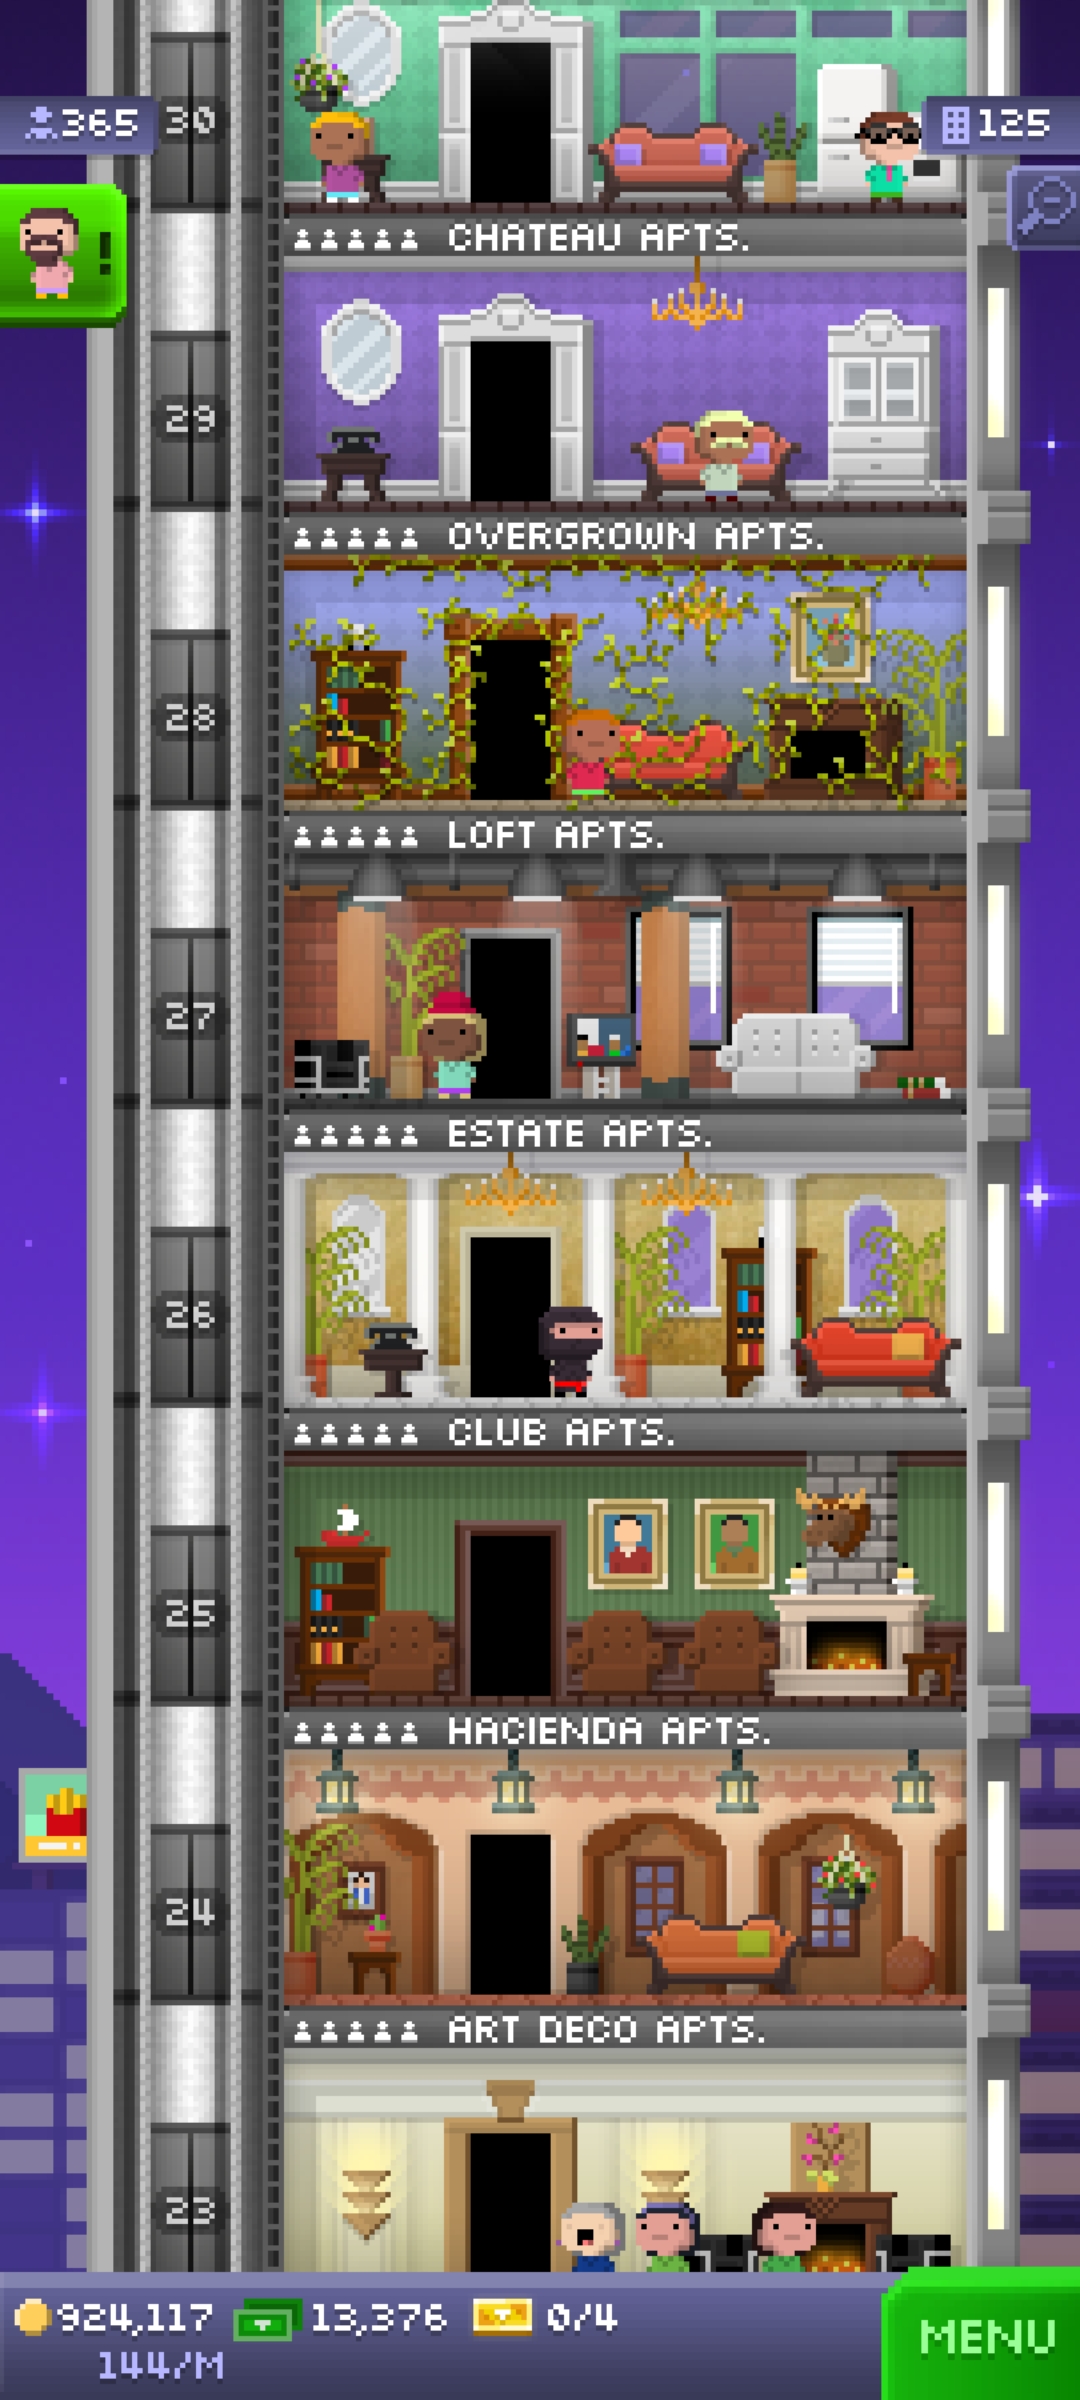 365
30
125
!
CHATEAU APTS.
29
OVERGROWN APTS.
28
LOFT APTS.
27
ESTATE APTS.
26
CLUB APTS.
25
HACIENDA APTS.
24
ART DECO APTS.
23
924,117 13,376 0/4
144/M
MENU